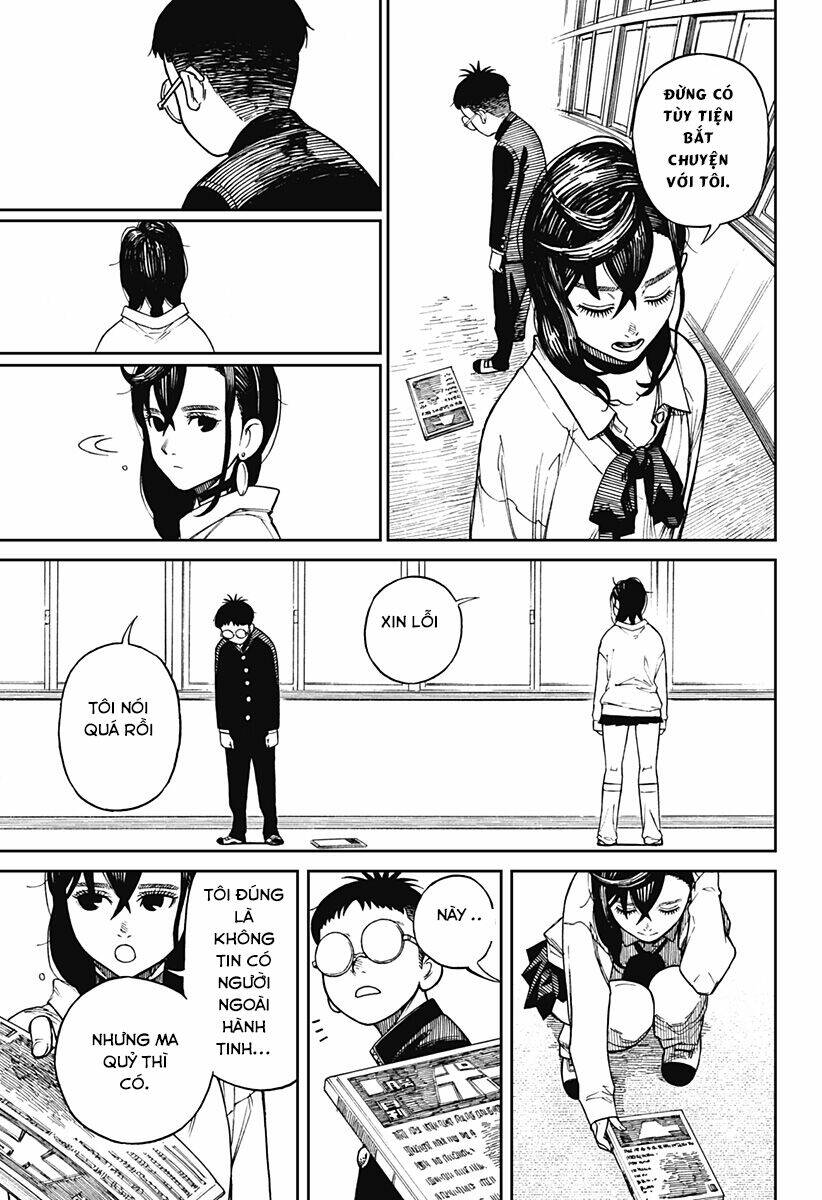 ĐỪNG CÓ
TÙY TIỆN
BẮT
CHUYỆN
VỚI TÔI.
XIN LỖI
TÔI NÓI
QUÁ RỒI
NÀY ..
TÔI ĐÚNG
LÀ
KHÔNG
TIN CÓ
NGƯỜI
NGOÀI
HÀNH
TINH...
NHƯNG MA
QUỶ THÌ
CÓ.